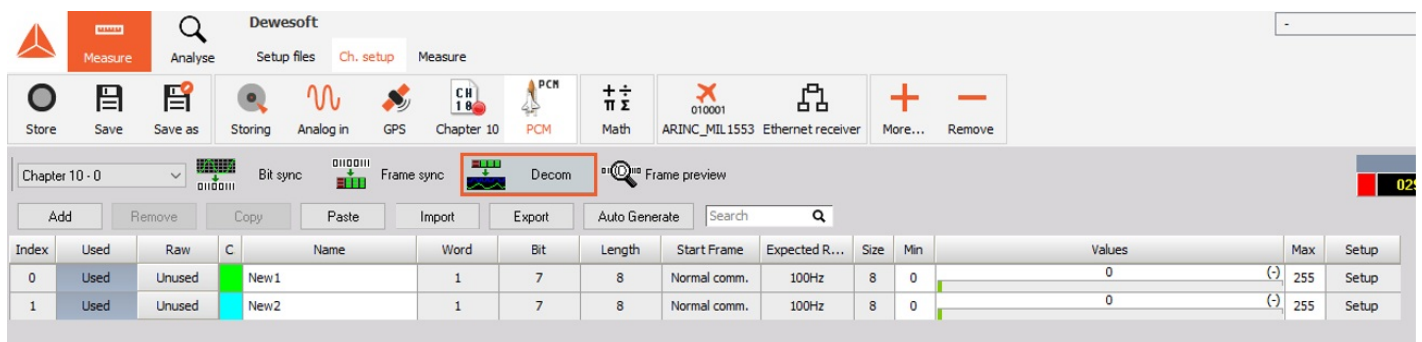 Dewesoft
-
Measure Analyse Setup files Ch. setup Measure
CH
10
PCM
+ ÷
π Σ
010001
Store Save Save as Storing Analog in GPS Chapter 10 PCM Math ARINC_MIL1553 Ethernet receiver More... Remove
Chapter 10 - 0 0110011 Bit sync 0110011 Frame sync Decom Frame preview
029
Add Remove Copy Paste Import Export Auto Generate Search
Index Used Raw C Name Word Bit Length Start Frame Expected R... Size Min Values Max Setup
0 Used Unused New1 1 7 8 Normal comm. 100Hz 8 0 0 (-) 255 Setup
1 Used Unused New2 1 7 8 Normal comm. 100Hz 8 0 0 (-) 255 Setup